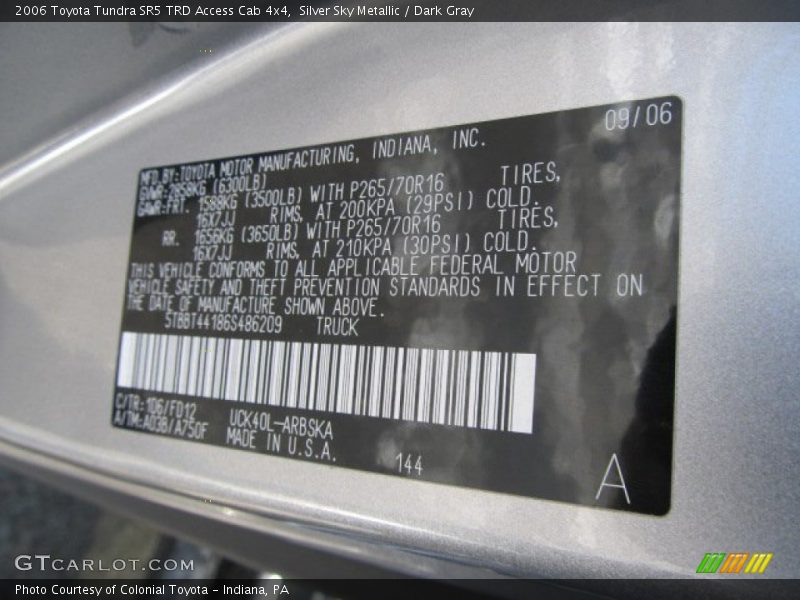 2006 Toyota Tundra SR5 TRD Access Cab 4x4, Silver Sky Metallic / Dark Gray
09/06
MFD BY: TOYOTA MOTOR MANUFACTURING, INDIANA, INC.
GVWR: 2858KG (6300LB)
GAWR: FRT. 1588KG (3500LB) WITH P265/70R16 TIRES,
16X7JJ RIMS, AT 200KPA (29PSI) COLD.
RR. 1656KG (3650LB) WITH P265/70R16 TIRES,
16X7JJ RIMS, AT 210KPA (30PSI) COLD.
THIS VEHICLE CONFORMS TO ALL APPLICABLE FEDERAL MOTOR
VEHICLE SAFETY AND THEFT PREVENTION STANDARDS IN EFFECT ON
THE DATE OF MANUFACTURE SHOWN ABOVE.
5TBBT44186S486209 TRUCK
C/TR: 1D6/FD12 UCK40L-ARBSKA
A/TM: A03B/A750F MADE IN U.S.A.
144
A
GTCARLOT.COM
Photo Courtesy of Colonial Toyota - Indiana, PA